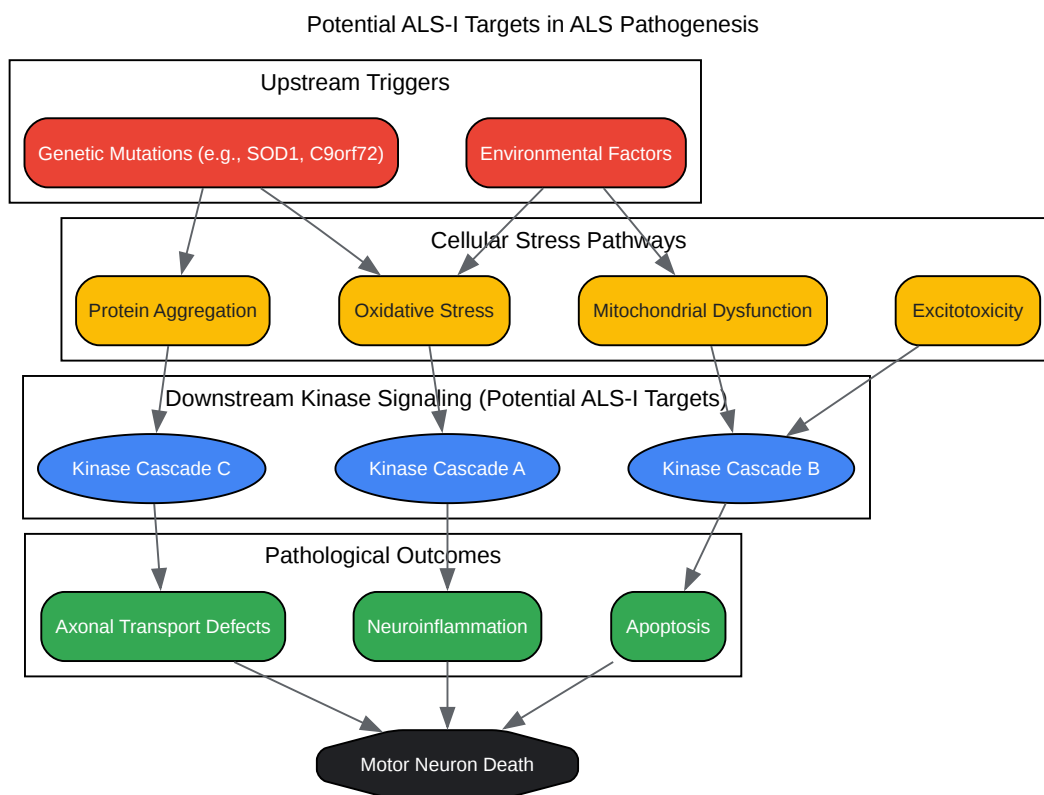 Potential ALS-I Targets in ALS Pathogenesis
Upstream Triggers
Genetic Mutations (e.g., SOD1, C9orf72)
Environmental Factors
Cellular Stress Pathways
Protein Aggregation
Oxidative Stress
Mitochondrial Dysfunction
Excitotoxicity
Downstream Kinase Signaling (Potential ALS-I Targets)
Kinase Cascade C
Kinase Cascade A
Kinase Cascade B
Pathological Outcomes
Axonal Transport Defects
Neuroinflammation
Apoptosis
Motor Neuron Death